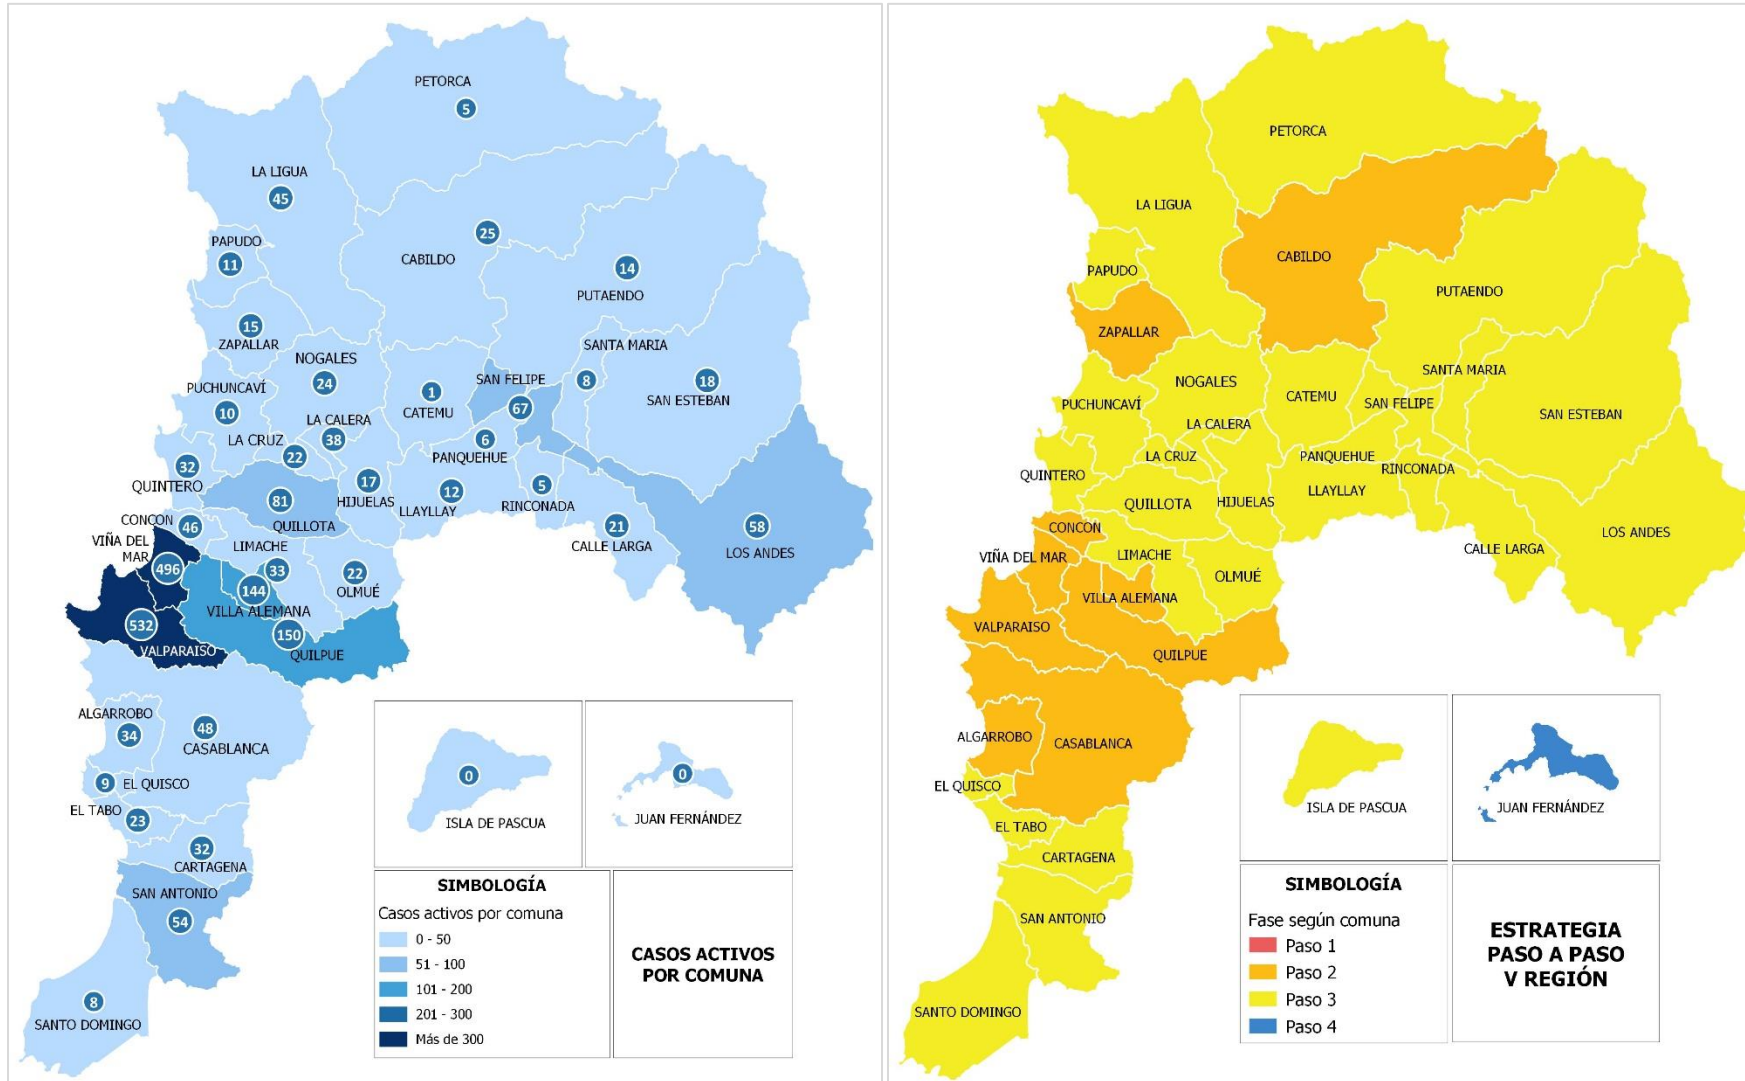 PETORCA
5
LA LIGUA
45
PAPUDO
11
25
CABILDO
14
PUTAENDO
15
ZAPALLAR
SANTA MARIA
8
NOGALES
24
SAN FELIPE
67
18
SAN ESTEBAN
PUCHUNCAVÍ
10
1
CATEMU
LA CALERA
38
LA CRUZ
22
6
PANQUEHUE
32
QUINTERO
17
HIJUELAS
12
LLAYLLAY
5
RINCONADA
81
QUILLOTA
CONCON
46
21
CALLE LARGA
58
LOS ANDES
VIÑA DEL
MAR
496
LIMACHE
33
22
OLMUÉ
144
VILLA ALEMANA
532
VALPARAISO
150
QUILPUE
ALGARROBO
34
48
CASABLANCA
9
EL QUISCO
EL TABO
23
32
CARTAGENA
SAN ANTONIO
54
8
SANTO DOMINGO
0
ISLA DE PASCUA
0
JUAN FERNÁNDEZ
SIMBOLOGÍA
Casos activos por comuna
0 - 50
51 - 100
101 - 200
201 - 300
Más de 300
CASOS ACTIVOS
POR COMUNA
PETORCA
LA LIGUA
CABILDO
PAPUDO
PUTAENDO
ZAPALLAR
SANTA MARIA
NOGALES
CATEMU
SAN FELIPE
SAN ESTEBAN
PUCHUNCAVÍ
LA CALERA
LA CRUZ
PANQUEHUE
RINCONADA
QUINTERO
QUILLOTA
HIJUELAS
LLAYLLAY
CONCON
LOS ANDES
VIÑA DEL MAR
LIMACHE
OLMUÉ
CALLE LARGA
VILLA ALEMANA
VALPARAISO
QUILPUE
ALGARROBO
CASABLANCA
EL QUISCO
EL TABO
CARTAGENA
SAN ANTONIO
SANTO DOMINGO
ISLA DE PASCUA
JUAN FERNÁNDEZ
SIMBOLOGÍA
Fase según comuna
Paso 1
Paso 2
Paso 3
Paso 4
ESTRATEGIA
PASO A PASO
V REGIÓN